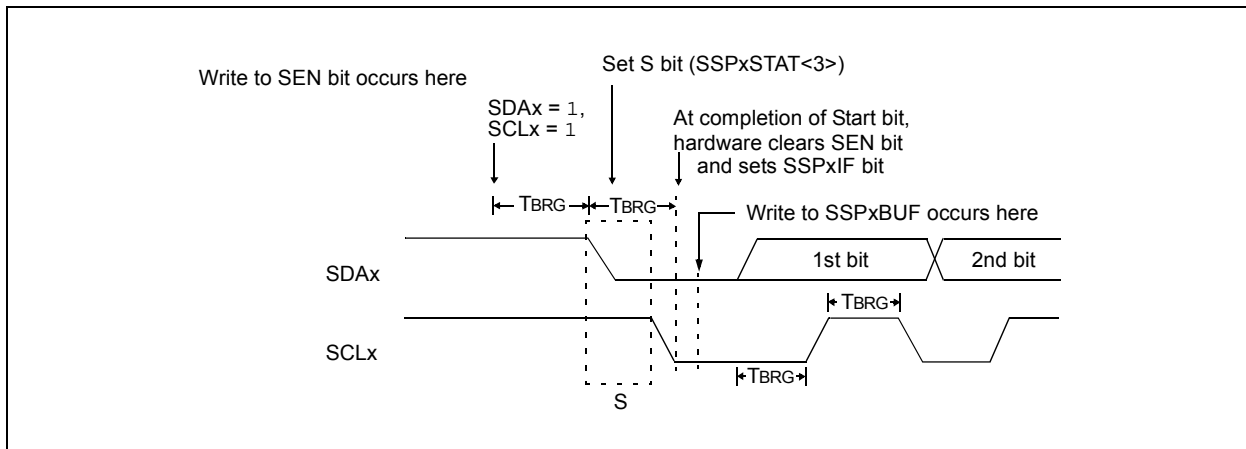 Set S bit (SSPxSTAT<3>)
Write to SEN bit occurs here
SDAx = 1,
SCLx = 1
At completion of Start bit,
hardware clears SEN bit
and sets SSPxIF bit
TBRG
TBRG
Write to SSPxBUF occurs here
SDAx
1st bit
2nd bit
TBRG
SCLx
TBRG
S